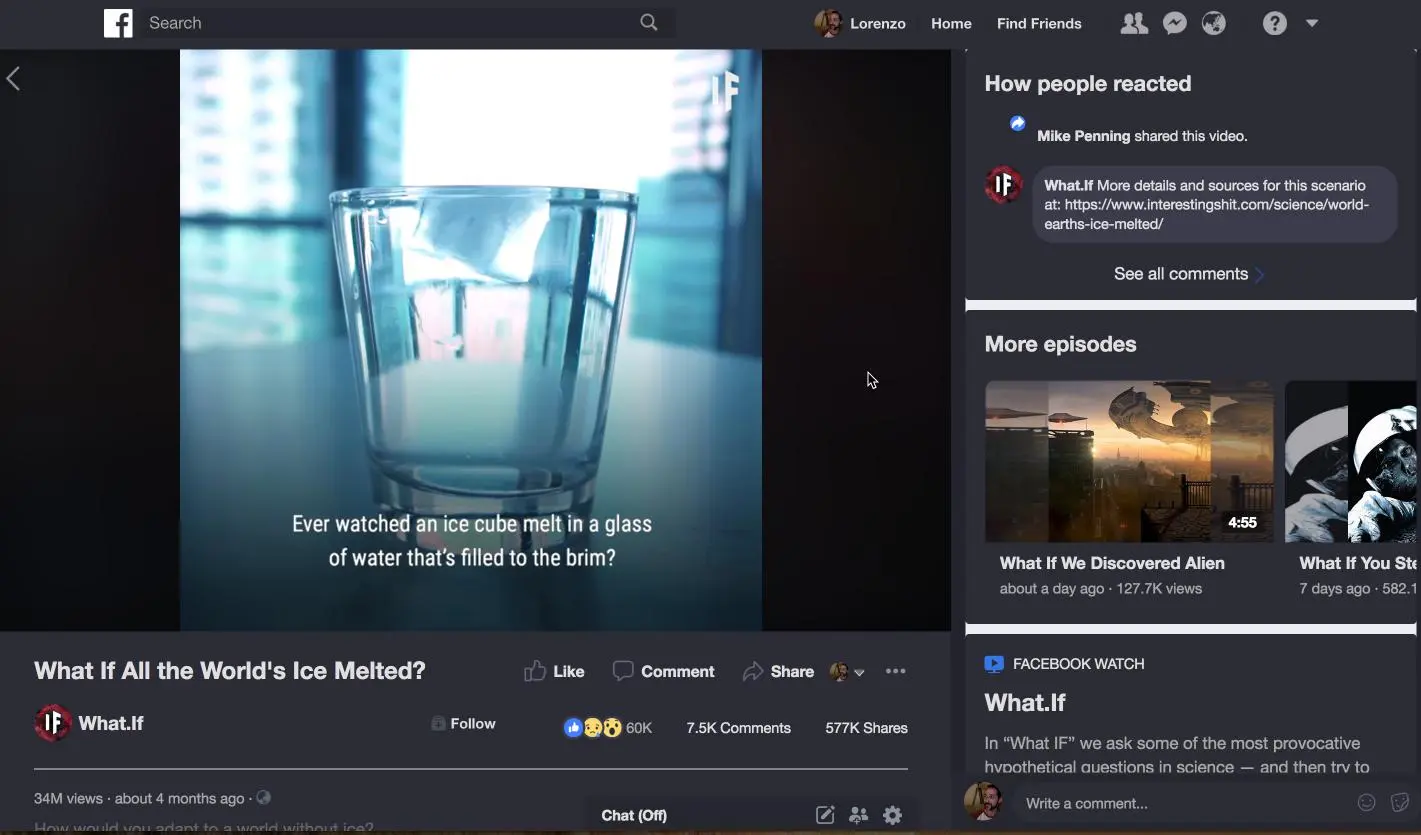 Search
Lorenzo
Home
Find Friends
IF
Ever watched an ice cube melt in a glass
of water that's filled to the brim?
What If All the World's Ice Melted?
Like
Comment
Share
IF
What.If
Follow
60K
7.5K Comments
577K Shares
34M views · about 4 months ago ·
How would you adapt to a world without ice?
Chat (Off)
How people reacted
Mike Penning shared this video.
IF
What.If More details and sources for this scenario
at: https://www.interestingshit.com/science/world-
earths-ice-melted/
See all comments
More episodes
4:55
What If We Discovered Alien
about a day ago · 127.7K views
What If You Ste
7 days ago · 582.1
FACEBOOK WATCH
What.If
In “What IF” we ask some of the most provocative
hypothetical questions in science — and then try to
Write a comment...